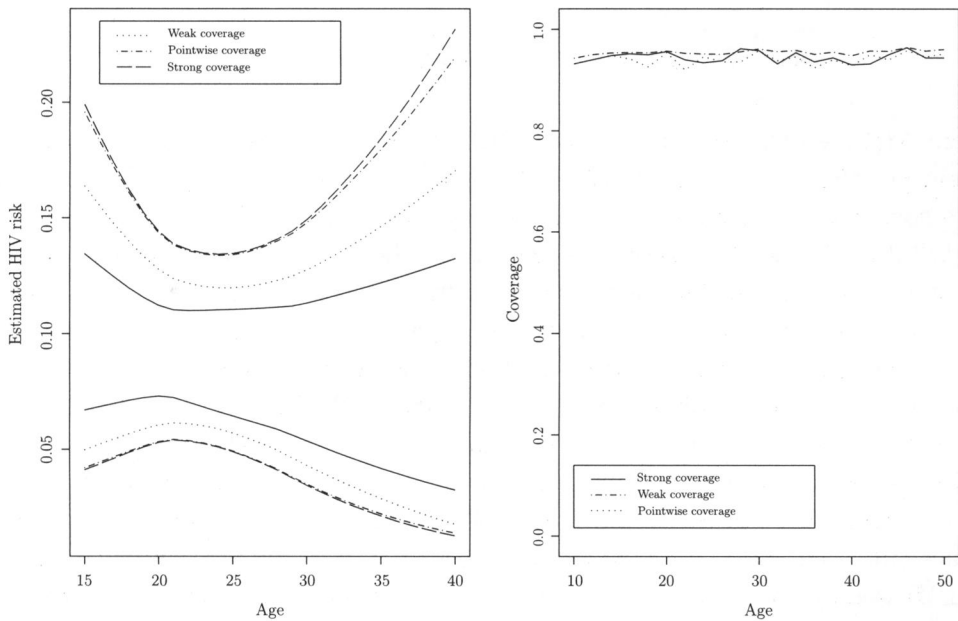 Weak coverage
Pointwise coverage
Strong coverage
Estimated HIV risk
0.20
0.15
0.10
0.05
15 20 25 30 35 40
Age
Coverage
1.0
0.8
0.6
0.4
0.2
0.0
Strong coverage
Weak coverage
Pointwise coverage
10 20 30 40 50
Age